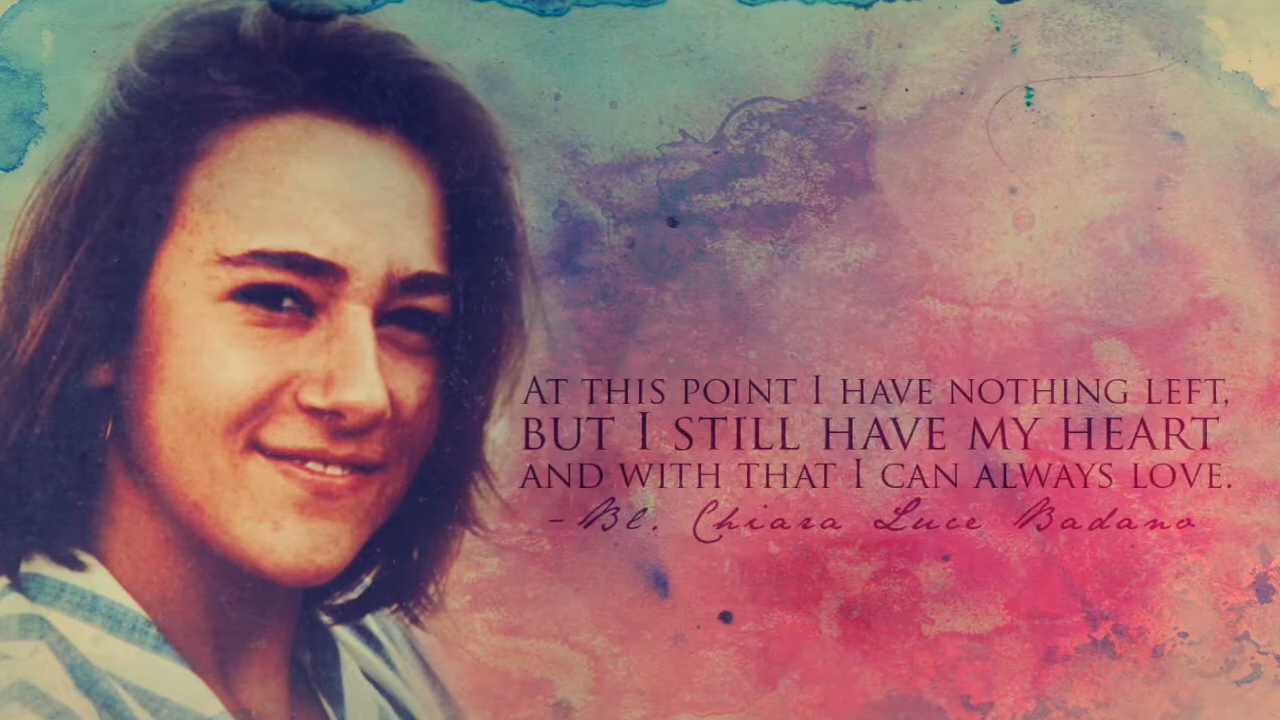 At this point I have nothing left,
but I still have my heart
and with that I can always love.
- Bl. Chiara Luce Badano